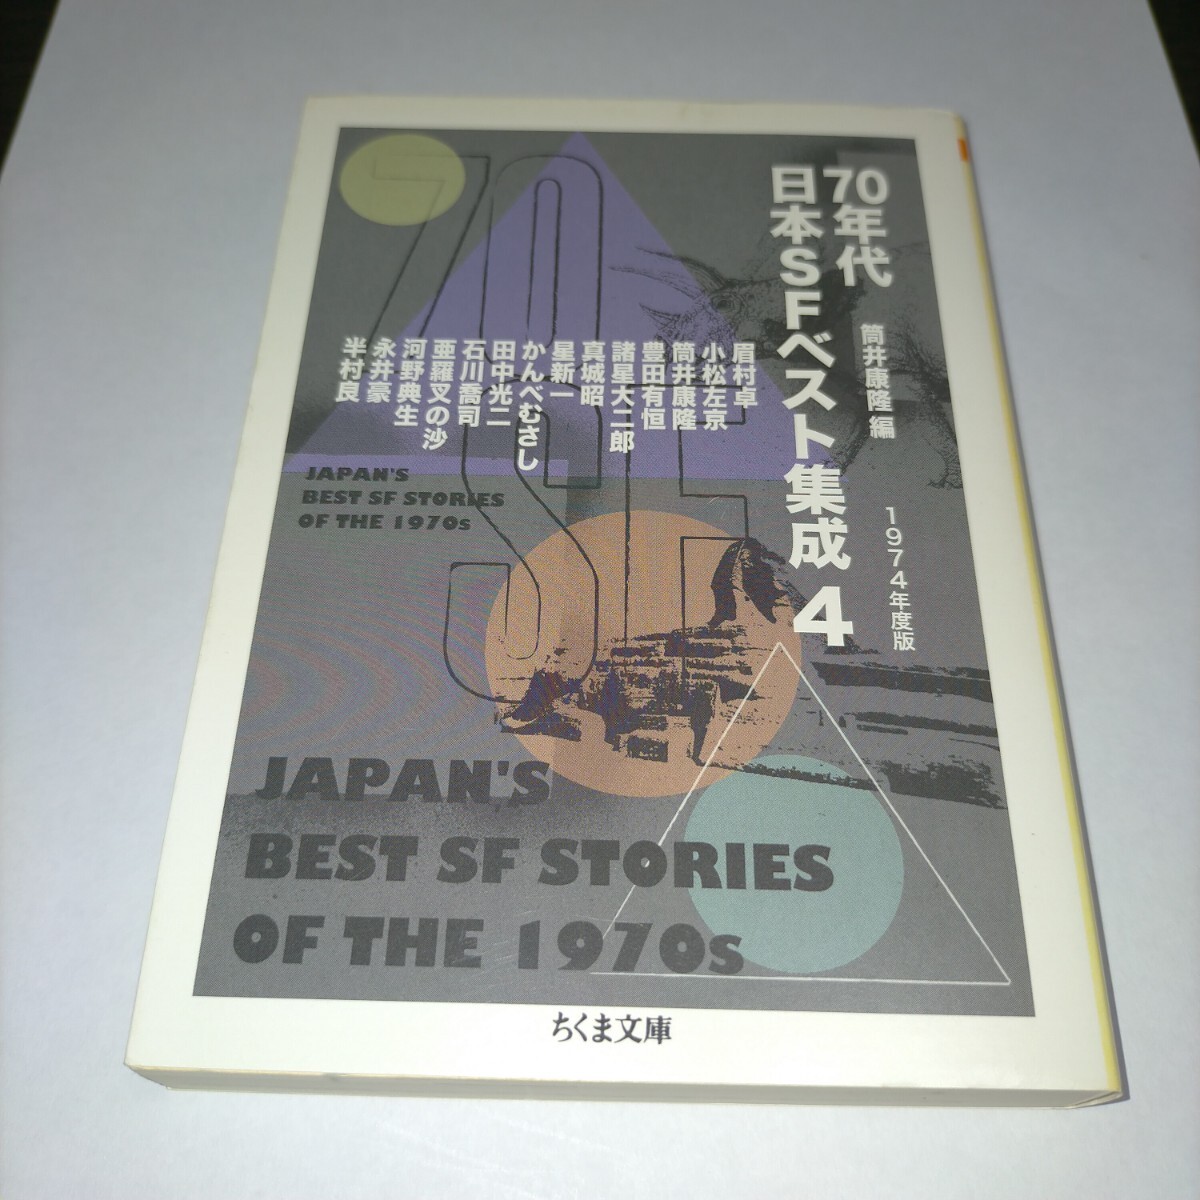 70年代
日本SFベスト集成 4
筒井康隆 編
1974年度版
眉村卓
小松左京
筒井康隆
豊田有恒
諸星大二郎
真城昭
星新一
かんべむさし
田中光二
石川喬司
亜羅叉の沙
河野典生
永井豪
半村良
70
SF
JAPAN'S
BEST SF STORIES
OF THE 1970s
JAPAN'S
BEST SF STORIES
OF THE 1970s
ちくま文庫